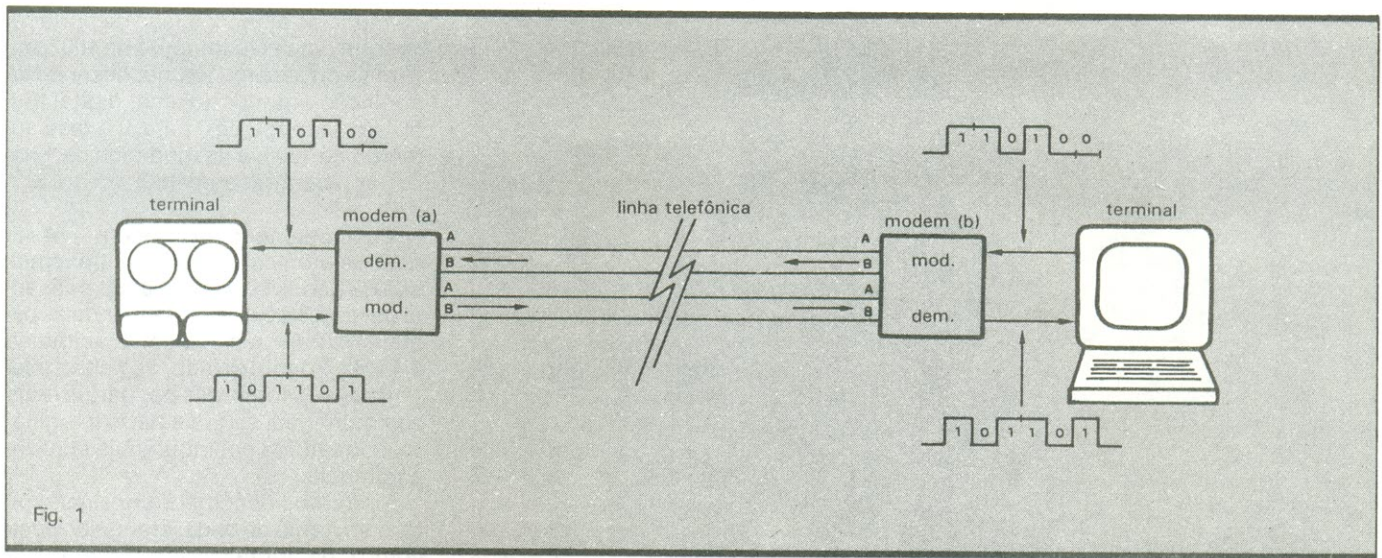 1 1 0 1 0 0
1 1 0 1 0 0
terminal
modem (a)
linha telefônica
modem (b)
terminal
A
B
dem.
A
B
mod.
A
B
mod.
A
B
dem.
1 0 1 1 0 1
1 0 1 1 0 1
Fig. 1